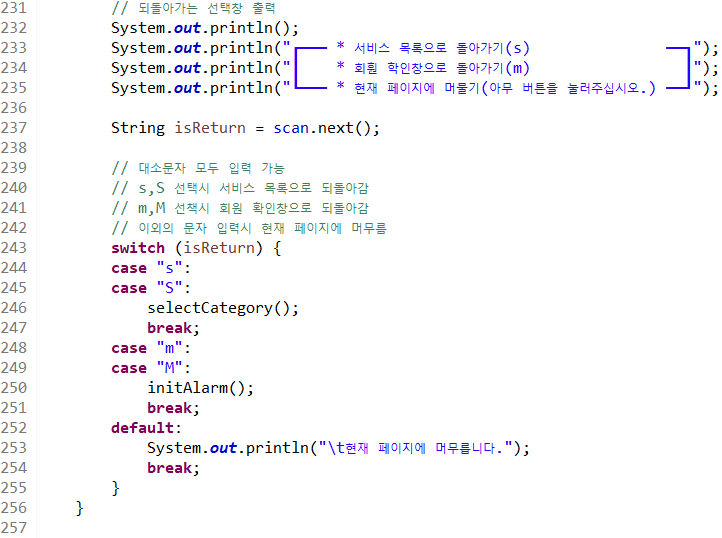 231 // 되돌아가는 선택창 출력
232 System.out.println();
233 System.out.println("┏━━━ * 서비스 목록으로 돌아가기(s) ━━┓");
234 System.out.println("┃ * 회원 확인창으로 돌아가기(m) ┃");
235 System.out.println("┗━━━ * 현재 페이지에 머물기(아무 버튼을 눌러주십시오.) ━━┛");
236
237 String isReturn = scan.next();
238
239 // 대소문자 모두 입력 가능
240 // s,S 선택시 서비스 목록으로 되돌아감
241 // m,M 선책시 회원 확인창으로 되돌아감
242 // 이외의 문자 입력시 현재 페이지에 머무름
243 switch (isReturn) {
244 case "s":
245 case "S":
246 selectCategory();
247 break;
248 case "m":
249 case "M":
250 initAlarm();
251 break;
252 default:
253 System.out.println("\t현재 페이지에 머무릅니다.");
254 break;
255 }
256 }
257